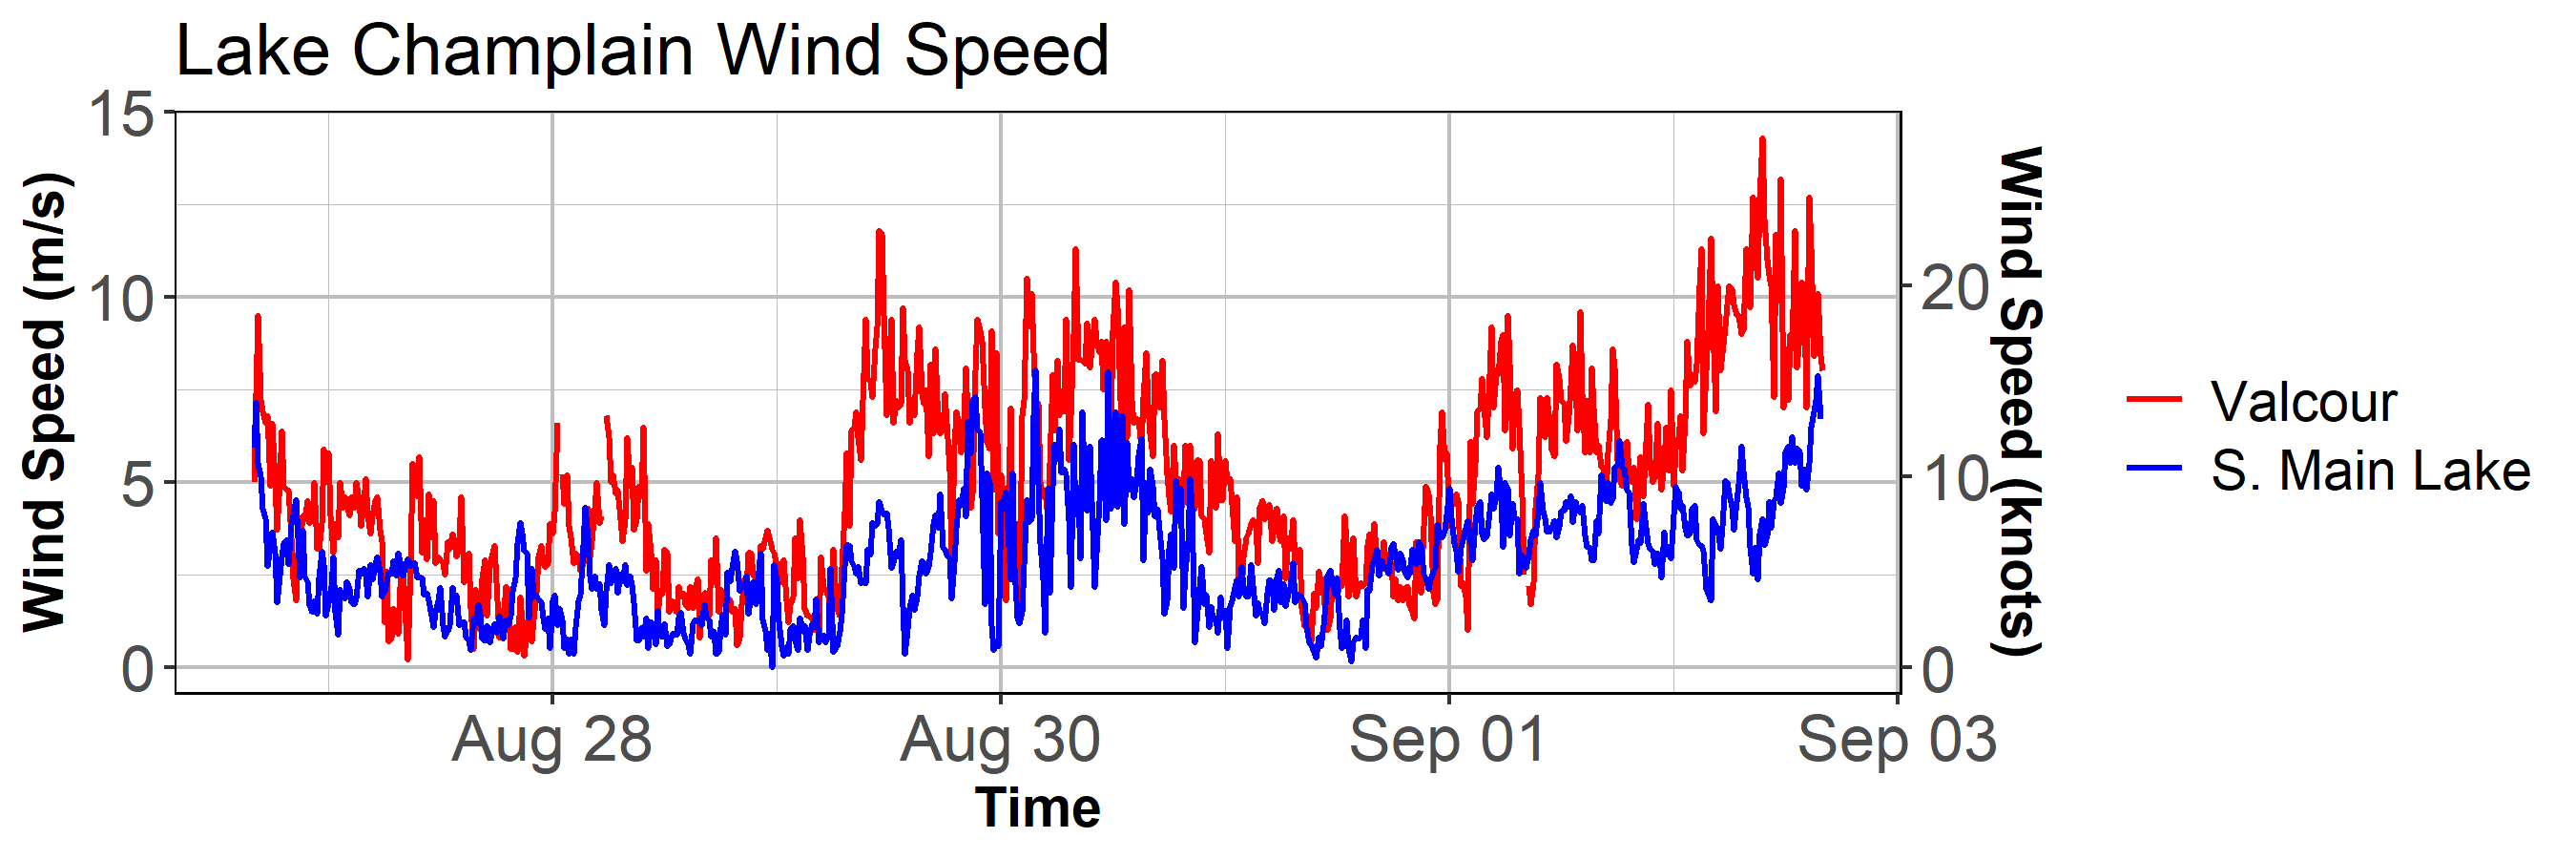 Lake Champlain Wind Speed
15
10
5
0
Wind Speed (m/s)
20
10
0
Wind Speed (knots)
Aug 28
Aug 30
Sep 01
Sep 03
Time
Valcour
S. Main Lake